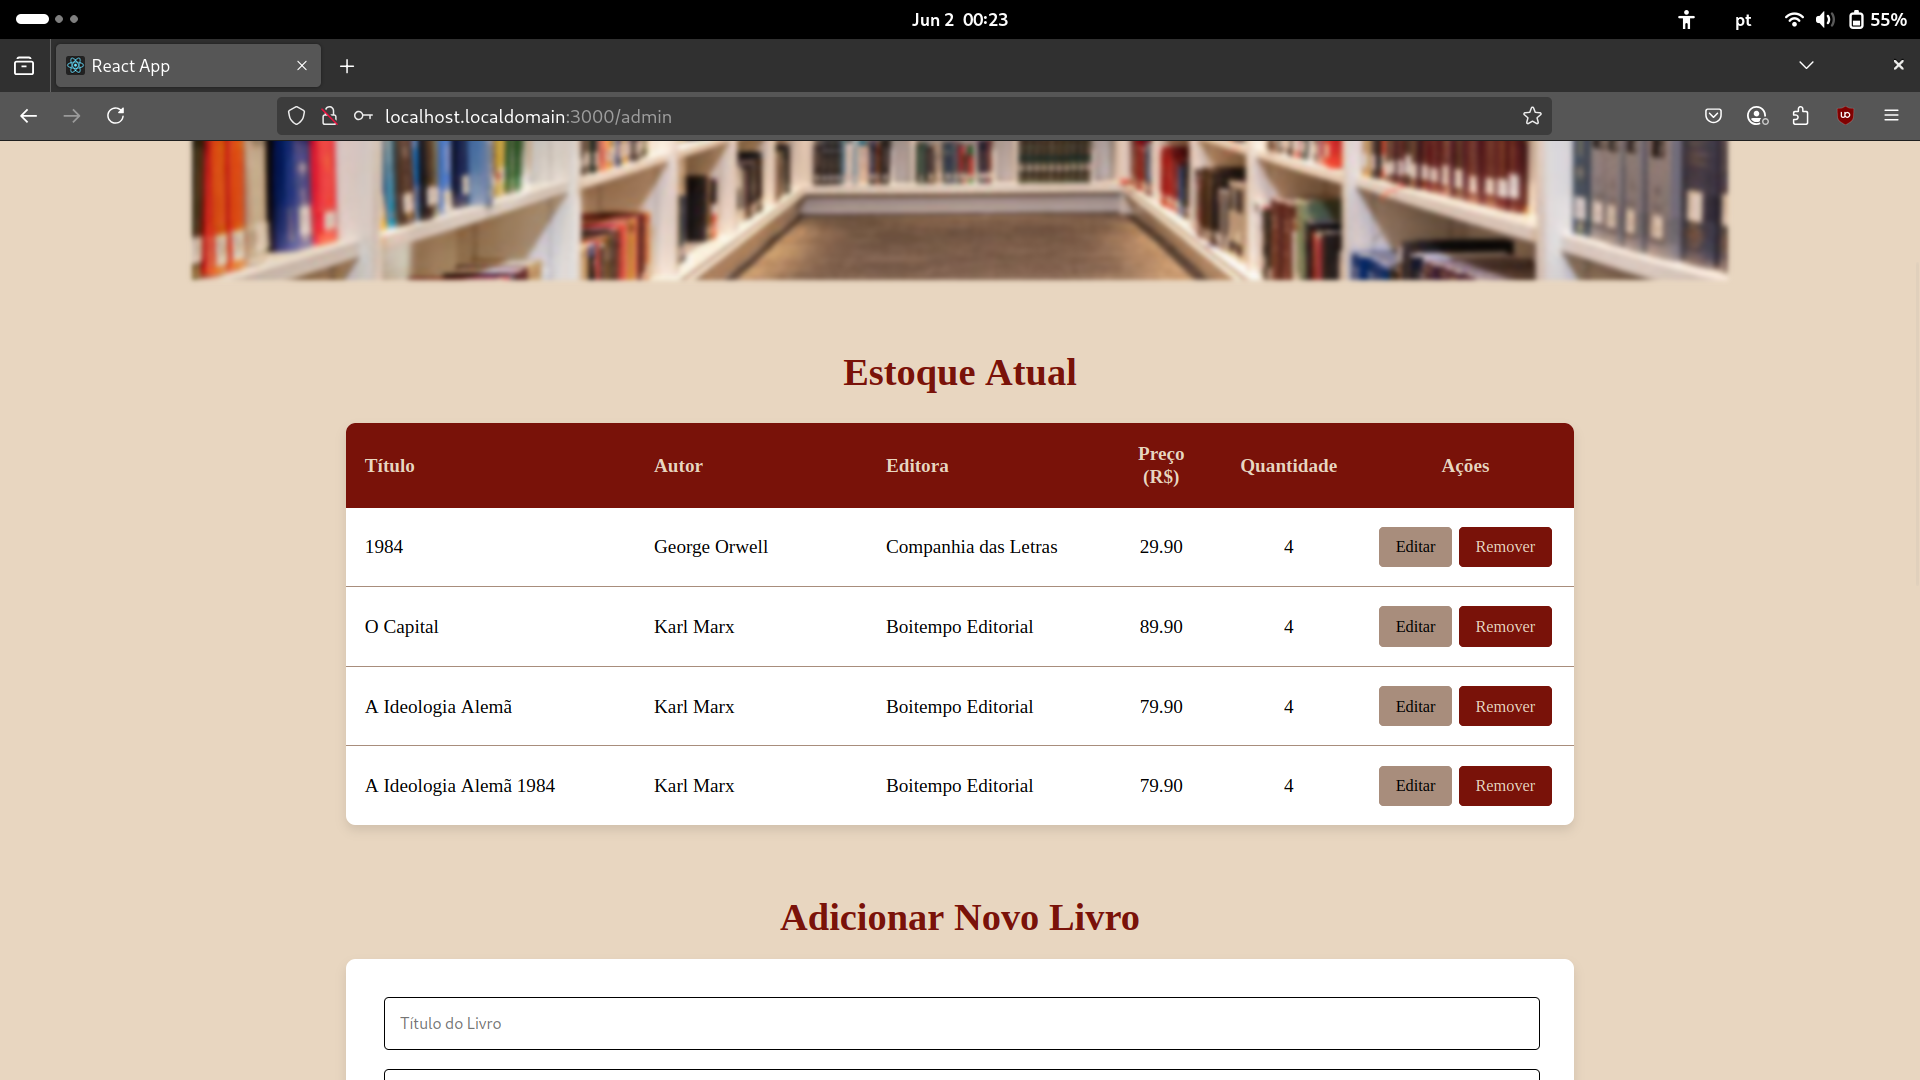 Jun 2 00:23
pt
55%
React App
localhost.localdomain:3000/admin
Estoque Atual
Título Autor Editora Preço (R$) Quantidade Ações
1984 George Orwell Companhia das Letras 29.90 4 Editar Remover
O Capital Karl Marx Boitempo Editorial 89.90 4 Editar Remover
A Ideologia Alemã Karl Marx Boitempo Editorial 79.90 4 Editar Remover
A Ideologia Alemã 1984 Karl Marx Boitempo Editorial 79.90 4 Editar Remover
Adicionar Novo Livro
Título do Livro